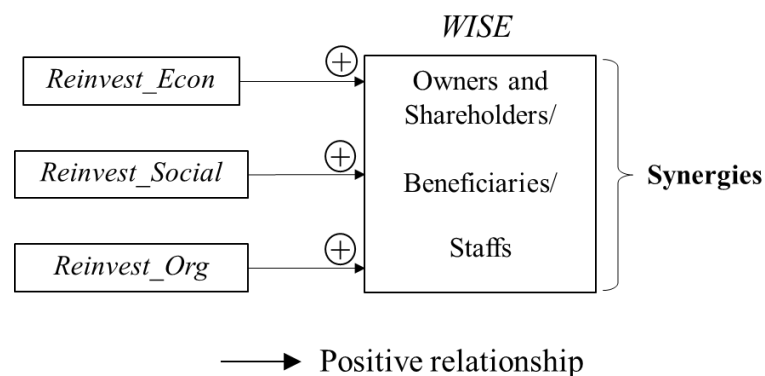 WISE
Reinvest_Econ
Owners and
Shareholders/
Reinvest_Social
Beneficiaries/
Synergies
Reinvest_Org
Staffs
Positive relationship